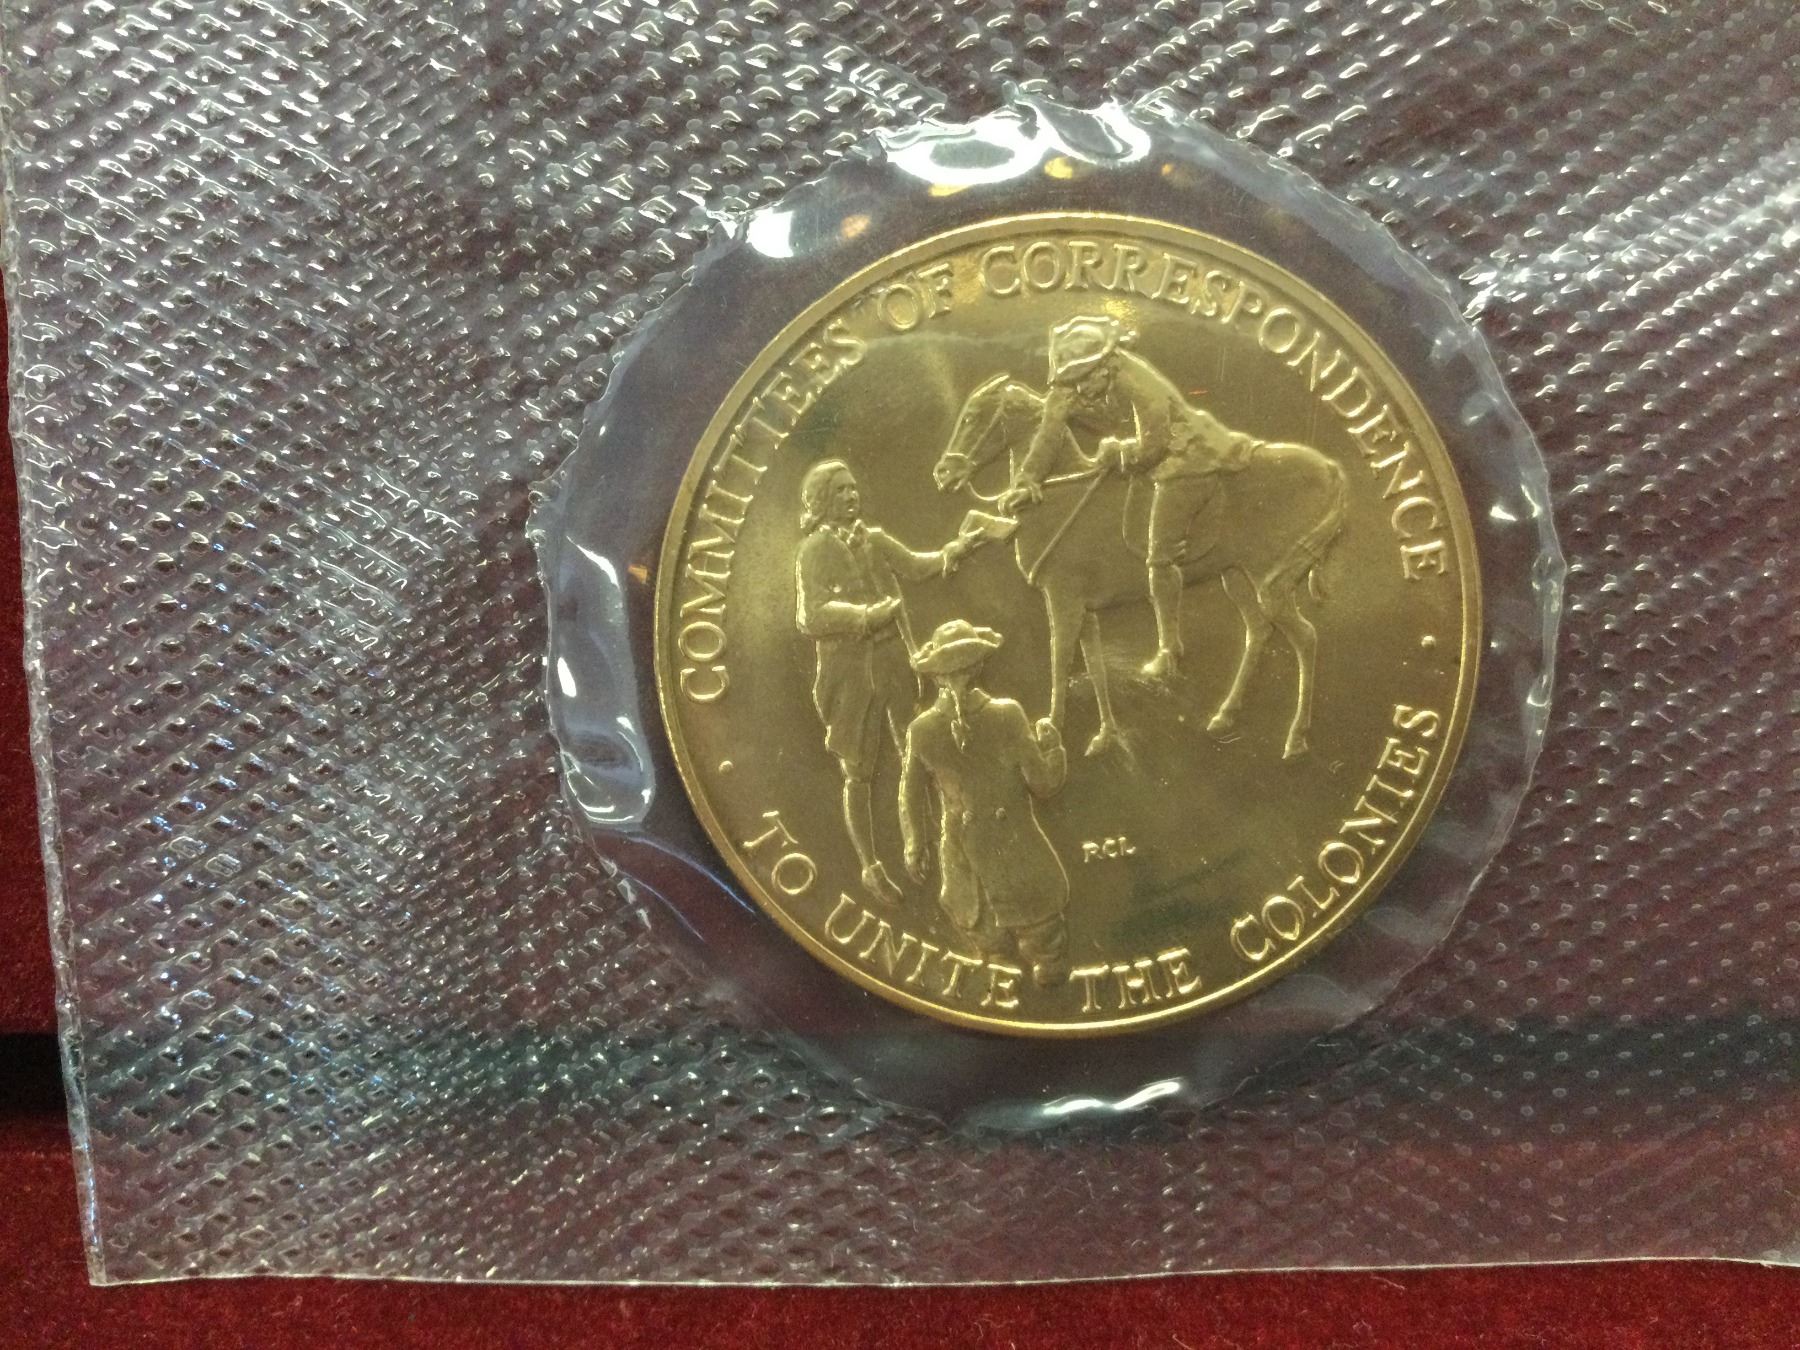 COMMITTEES OF CORRESPONDENCE
RCL
TO UNITE THE COLONIES